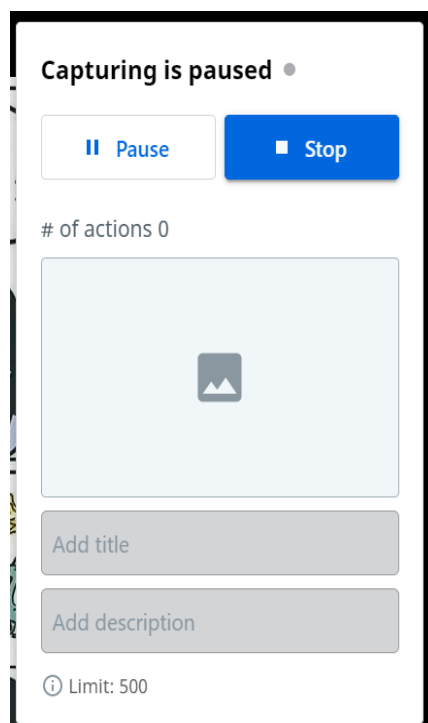 Capturing is paused
Pause
Stop
# of actions 0
Add title
Add description
Limit: 500